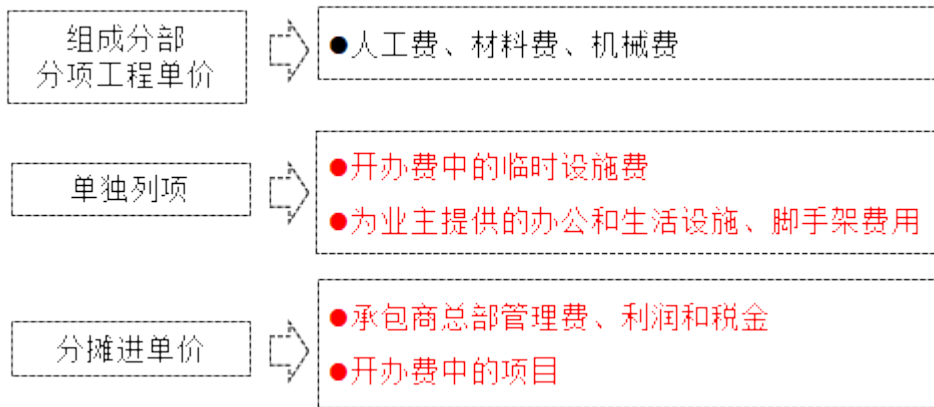 组成分部
分项工程单价
●人工费、材料费、机械费
单独列项
●开办费中的临时设施费
●为业主提供的办公和生活设施、脚手架费用
分摊进单价
●承包商总部管理费、利润和税金
●开办费中的项目